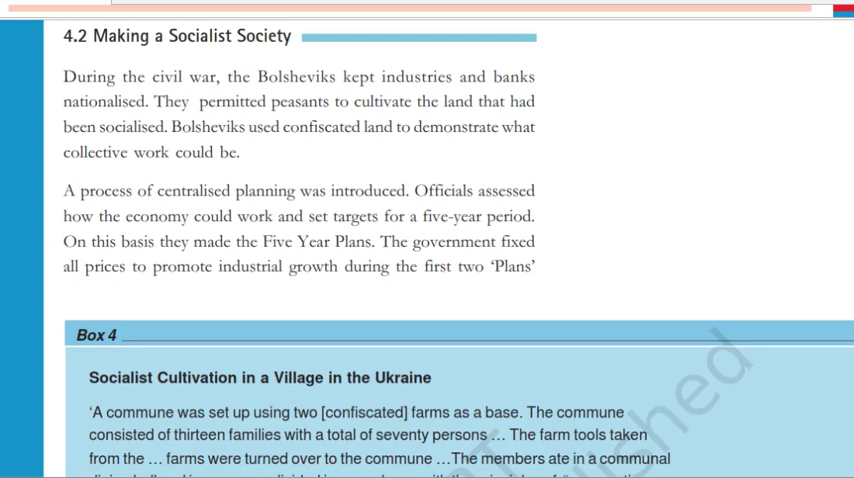 4.2 Making a Socialist Society
During the civil war, the Bolsheviks kept industries and banks
nationalised. They permitted peasants to cultivate the land that had
been socialised. Bolsheviks used confiscated land to demonstrate what
collective work could be.
A process of centralised planning was introduced. Officials assessed
how the economy could work and set targets for a five-year period.
On this basis they made the Five Year Plans. The government fixed
all prices to promote industrial growth during the first two ‘Plans’
Box 4
Socialist Cultivation in a Village in the Ukraine
‘A commune was set up using two [confiscated] farms as a base. The commune
consisted of thirteen families with a total of seventy persons … The farm tools taken
from the … farms were turned over to the commune …The members ate in a communal